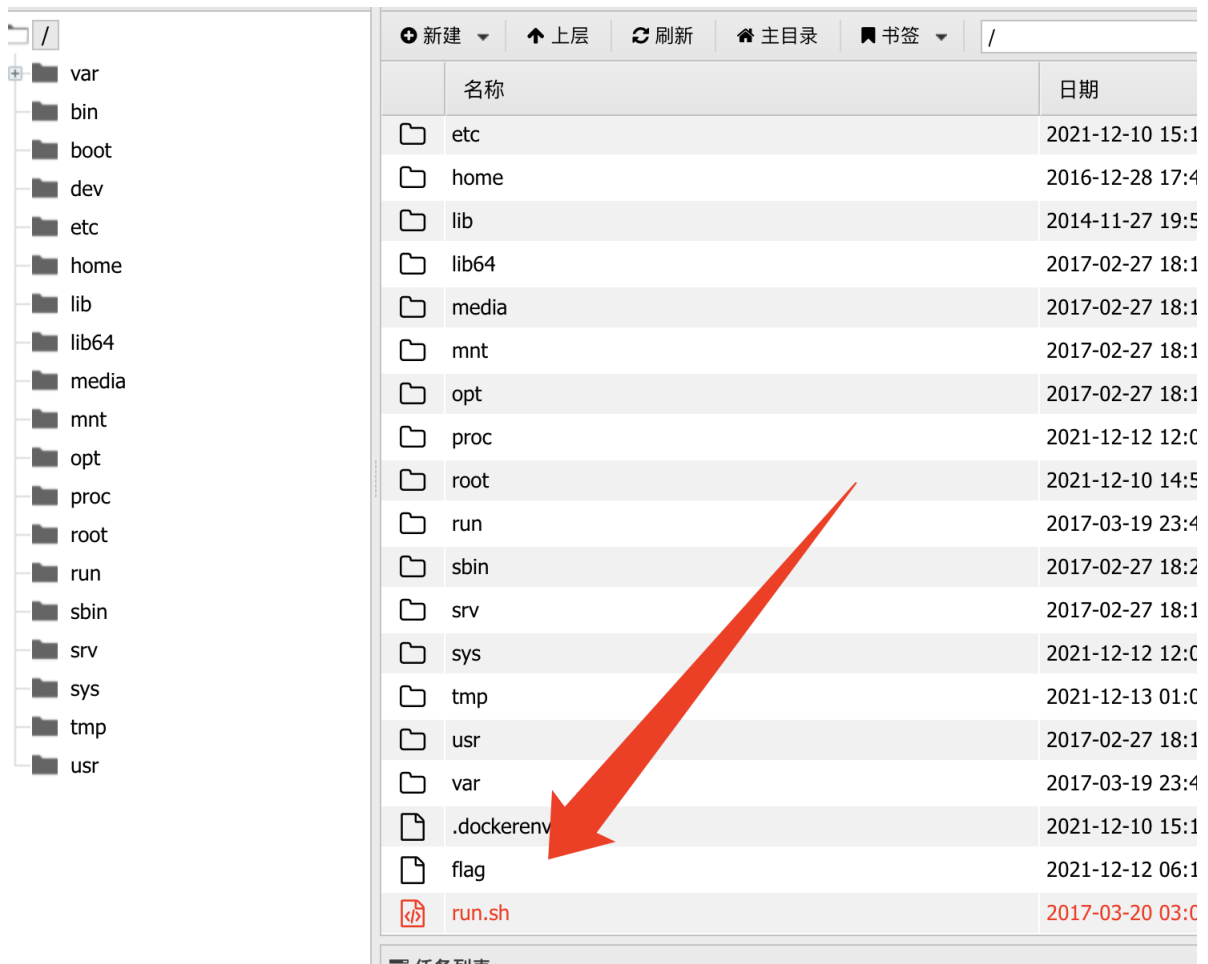 /
var
bin
boot
dev
etc
home
lib
lib64
media
mnt
opt
proc
root
run
sbin
srv
sys
tmp
usr
新建 上层 刷新 主目录 书签 /
名称 日期
etc 2021-12-10 15:1
home 2016-12-28 17:4
lib 2014-11-27 19:5
lib64 2017-02-27 18:1
media 2017-02-27 18:1
mnt 2017-02-27 18:1
opt 2017-02-27 18:1
proc 2021-12-12 12:0
root 2021-12-10 14:5
run 2017-03-19 23:4
sbin 2017-02-27 18:2
srv 2017-02-27 18:1
sys 2021-12-12 12:0
tmp 2021-12-13 01:0
usr 2017-02-27 18:1
var 2017-03-19 23:4
.dockerenv 2021-12-10 15:1
flag 2021-12-12 06:1
run.sh 2017-03-20 03:0
任务列表